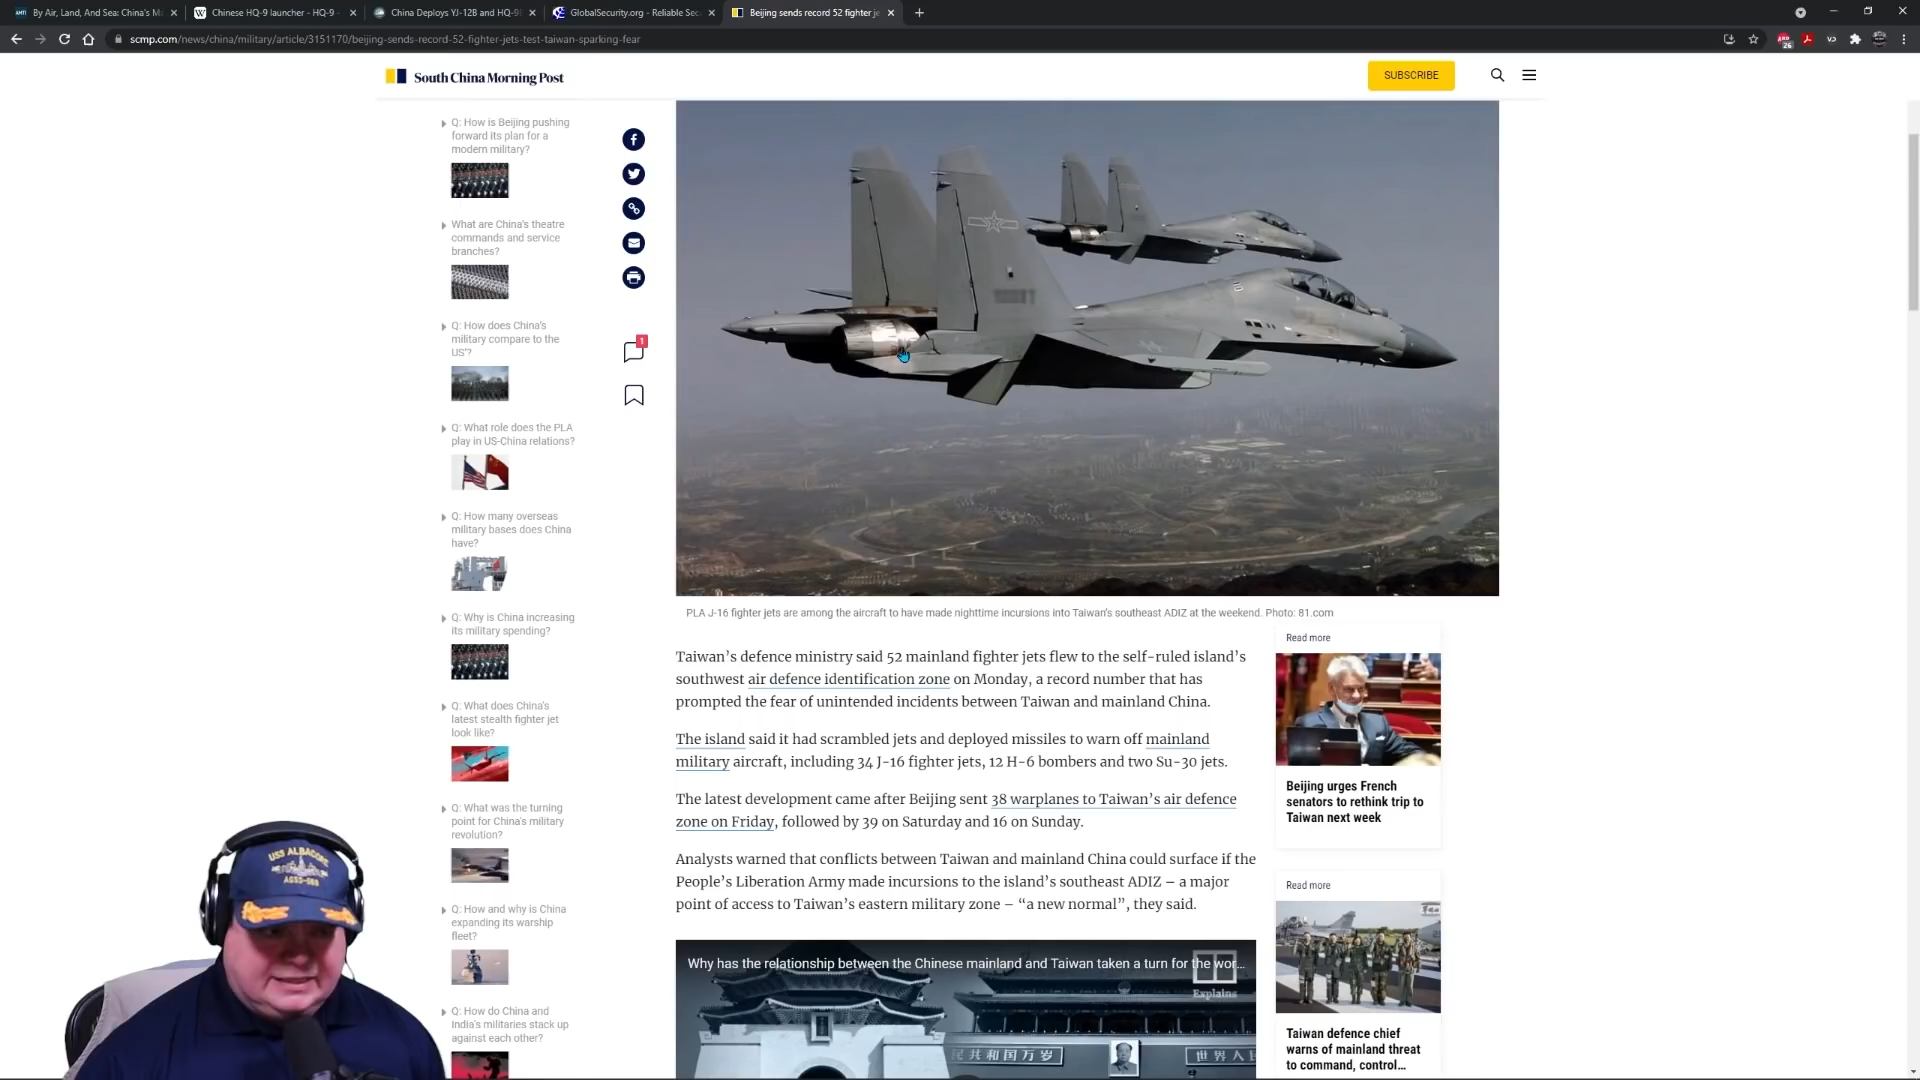 By Air, Land, And Sea: China's M
Chinese HQ-9 launcher - HQ-9 -
China Deploys YJ-12B and HQ-9B
GlobalSecurity.org - Reliable Sec
Beijing sends record 52 fighter je
scmp.com/news/china/military/article/3151170/beijing-sends-record-52-fighter-jets-test-taiwan-sparking-fear
South China Morning Post
SUBSCRIBE
Q: How is Beijing pushing
forward its plan for a
modern military?
What are China's theatre
commands and service
branches?
Q: How does China's
military compare to the
US'?
Q: What role does the PLA
play in US-China relations?
Q: How many overseas
military bases does China
have?
Q: Why is China increasing
its military spending?
Q: What does China's
latest stealth fighter jet
look like?
Q: What was the turning
point for China's military
revolution?
Q: How and why is China
expanding its warship
fleet?
Q: How do China and
India's militaries stack up
against each other?
1
PLA J-16 fighter jets are among the aircraft to have made nighttime incursions into Taiwan's southeast ADIZ at the weekend. Photo: 81.com
Taiwan's defence ministry said 52 mainland fighter jets flew to the self-ruled island's
southwest air defence identification zone on Monday, a record number that has
prompted the fear of unintended incidents between Taiwan and mainland China.
The island said it had scrambled jets and deployed missiles to warn off mainland
military aircraft, including 34 J-16 fighter jets, 12 H-6 bombers and two Su-30 jets.
The latest development came after Beijing sent 38 warplanes to Taiwan's air defence
zone on Friday, followed by 39 on Saturday and 16 on Sunday.
Analysts warned that conflicts between Taiwan and mainland China could surface if the
People's Liberation Army made incursions to the island's southeast ADIZ – a major
point of access to Taiwan's eastern military zone – “a new normal”, they said.
Why has the relationship between the Chinese mainland and Taiwan taken a turn for the wor...
Explains
民共和国万岁
世界人民
Read more
Beijing urges French
senators to rethink trip to
Taiwan next week
Read more
Taiwan defence chief
warns of mainland threat
to command, control...
USS ALBACORE
AGSS-569